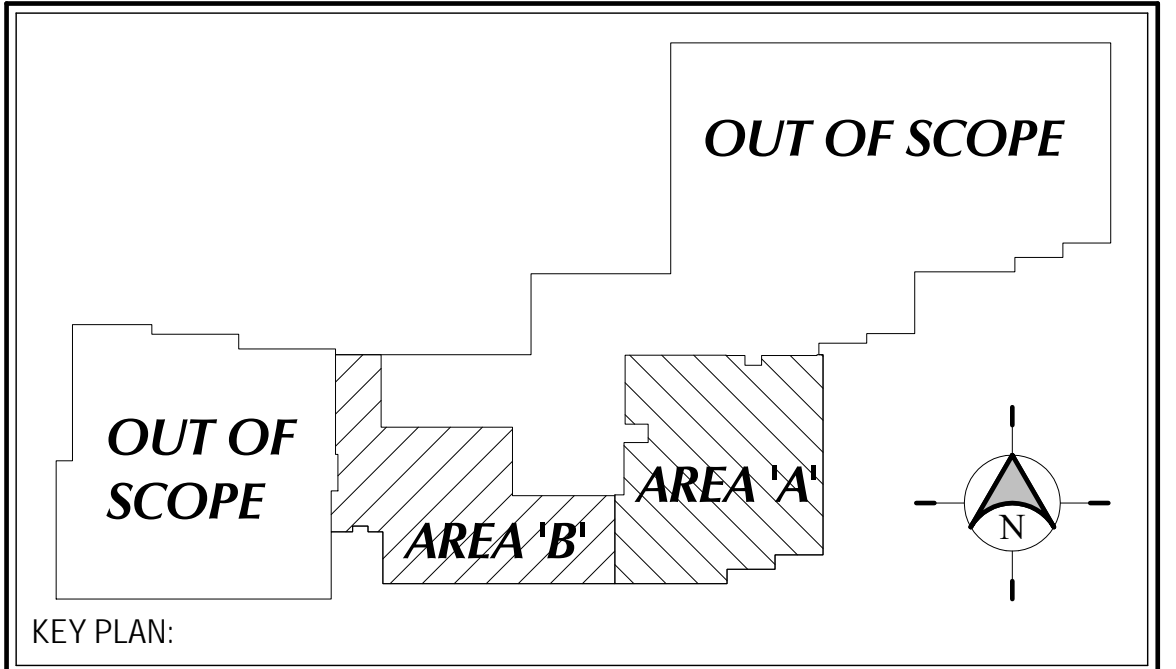 OUT OF SCOPE
OUT OF
SCOPE
AREA 'A'
AREA 'B'
N
KEY PLAN: